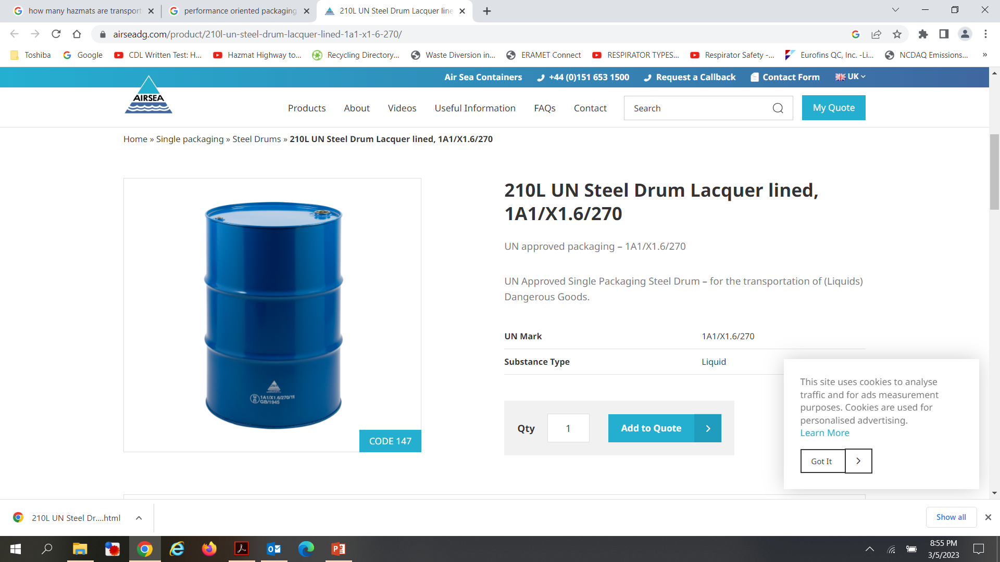 how many hazmats are transport
performance oriented packaging
210L UN Steel Drum Lacquer line
airseadg.com/product/210l-un-steel-drum-lacquer-lined-1a1-x1-6-270/
Toshiba
Google
CDL Written Test: H...
Hazmat Highway to...
Recycling Directory...
Waste Diversion in...
ERAMET Connect
RESPIRATOR TYPES...
Respirator Safety -...
Eurofins QC, Inc. -Li...
NCDAQ Emissions...
»
Air Sea Containers
+44 (0)151 653 1500
Request a Callback
Contact Form
UK
AIRSEA
Products
About
Videos
Useful Information
FAQs
Contact
Search
My Quote
Home » Single packaging » Steel Drums » 210L UN Steel Drum Lacquer lined, 1A1/X1.6/270
210L UN Steel Drum Lacquer lined,
1A1/X1.6/270
UN approved packaging – 1A1/X1.6/270
UN Approved Single Packaging Steel Drum – for the transportation of (Liquids)
Dangerous Goods.
UN Mark 1A1/X1.6/270
Substance Type Liquid
un 1A1/X1.6/270/11
GB/1945
CODE 147
Qty 1 Add to Quote
This site uses cookies to analyse
traffic and for ads measurement
purposes. Cookies are used for
personalised advertising.
Learn More
Got It
210L UN Steel Dr....html
Show all
8:55 PM
3/5/2023